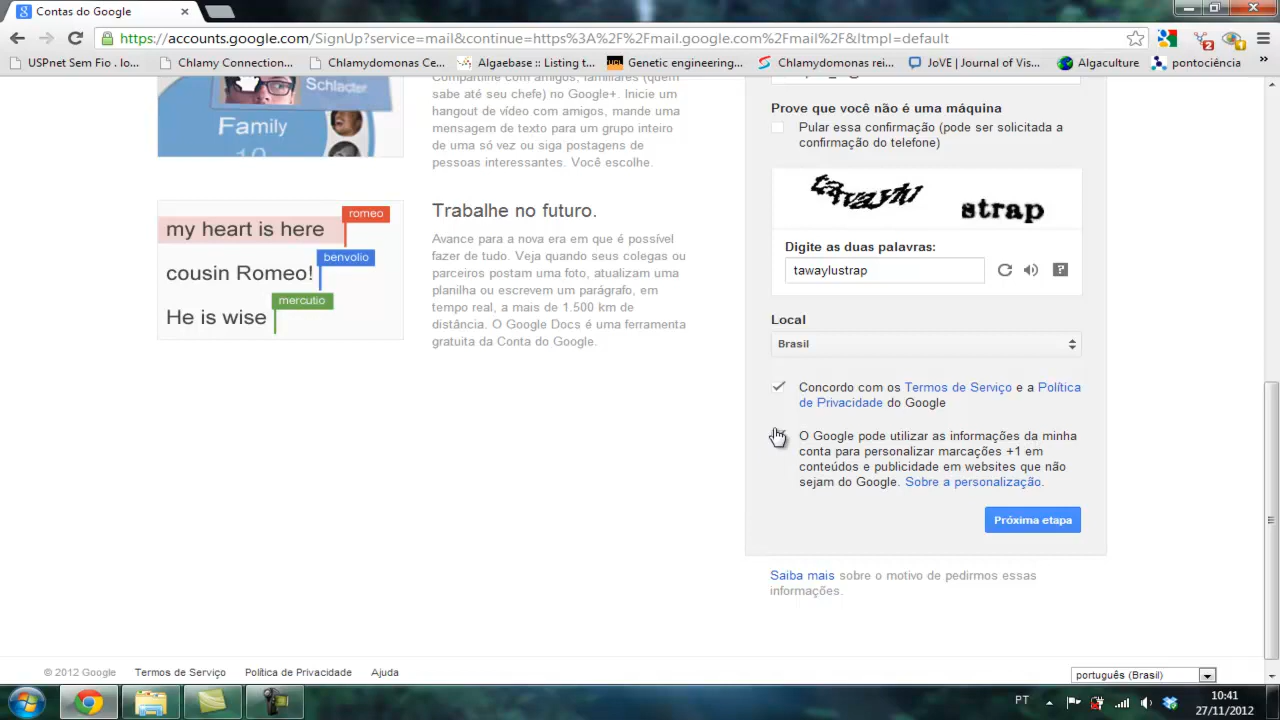 Contas do Google
https://accounts.google.com/SignUp?service=mail&continue=https%3A%2F%2Fmail.google.com%2Fmail%2F&ltmpl=default
USPnet Sem Fio . lo...
Chlamy Connection...
Chlamydomonas Ce...
Algaebase :: Listing t...
UCL
Genetic engineering...
Chlamydomonas rei...
JoVE | Journal of Vis...
Algaculture
pontociência
»
2
Schlacter
Family
10
Compartilhe com amigos, familiares (quem
sabe até seu chefe) no Google+. Inicie um
hangout de vídeo com amigos, mande uma
mensagem de texto para um grupo inteiro
de uma só vez ou siga postagens de
pessoas interessantes. Você escolhe.
romeo
my heart is here
benvolio
cousin Romeo!
mercutio
He is wise
Trabalhe no futuro.
Avance para a nova era em que é possível
fazer de tudo. Veja quando seus colegas ou
parceiros postam uma foto, atualizam uma
planilha ou escrevem um parágrafo, em
tempo real, a mais de 1.500 km de
distância. O Google Docs é uma ferramenta
gratuita da Conta do Google.
Prove que você não é uma máquina
Pular essa confirmação (pode ser solicitada a
confirmação do telefone)
tawaylu strap
Digite as duas palavras:
tawaylustrap
Local
Brasil
Concordo com os Termos de Serviço e a Política
de Privacidade do Google
O Google pode utilizar as informações da minha
conta para personalizar marcações +1 em
conteúdos e publicidade em websites que não
sejam do Google. Sobre a personalização.
Próxima etapa
Saiba mais sobre o motivo de pedirmos essas
informações.
© 2012 Google
Termos de Serviço
Política de Privacidade
Ajuda
português (Brasil)
PT
10:41
27/11/2012